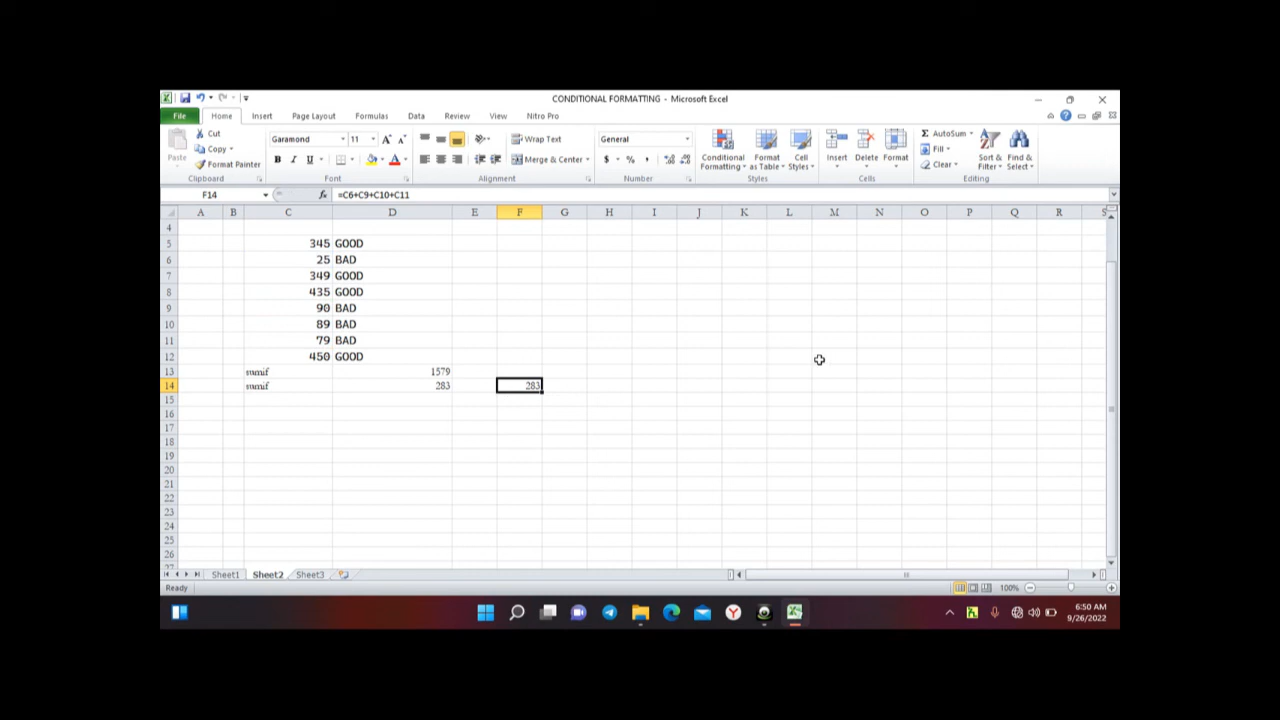 CONDITIONAL FORMATTING - Microsoft Excel
File Home Insert Page Layout Formulas Data Review View Nitro Pro
Paste Cut Copy Format Painter Clipboard
Garamond 11 A A B I U A Font
Wrap Text Merge & Center Alignment
General $ % , Number
Conditional Formatting Format as Table Cell Styles Styles
Insert Delete Format Cells
Σ AutoSum Fill Clear Sort & Filter Find & Select Editing
F14 fx =C6+C9+C10+C11
A B C D E F G H I J K L M N O P Q R S
4
5 345 GOOD
6 25 BAD
7 349 GOOD
8 435 GOOD
9 90 BAD
10 89 BAD
11 79 BAD
12 450 GOOD
13 sumif 1579
14 sumif 283 283
15
16
17
18
19
20
21
22
23
24
25
26
27
Sheet1 Sheet2 Sheet3
Ready 100%
6:50 AM
9/26/2022